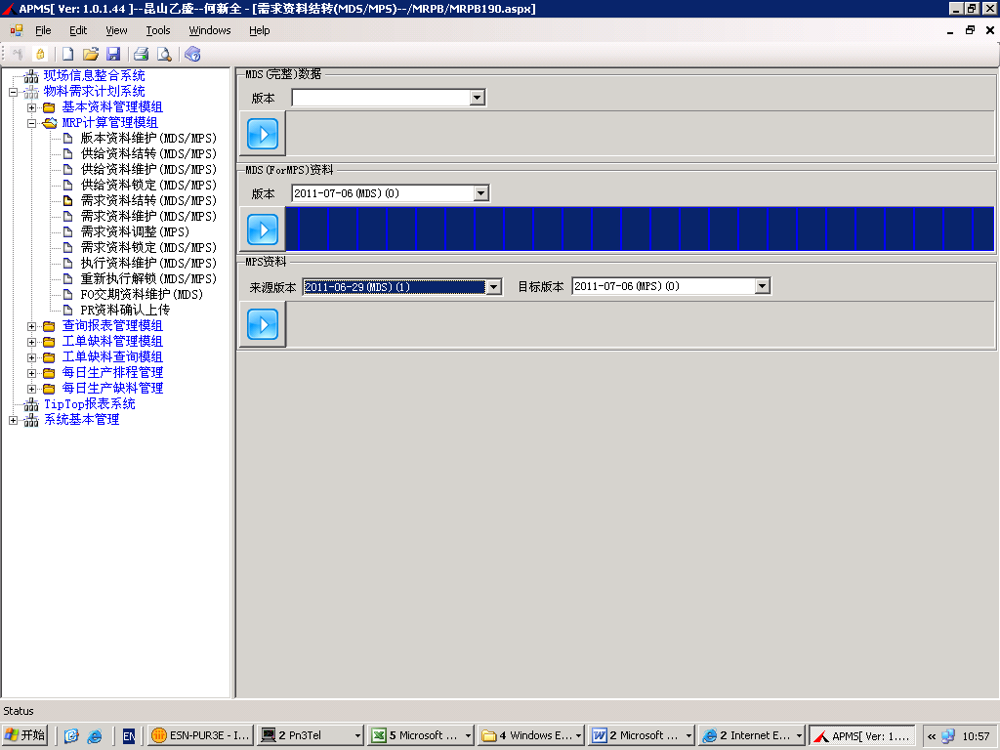 APMS[ Ver: 1.0.1.44 ]--昆山乙盛--何新全 - [需求资料结转(MDS/MPS)--/MRPB/MRPB190.aspx]
File Edit View Tools Windows Help
现场信息整合系统
物料需求计划系统
基本资料管理模组
MRP计算管理模组
版本资料维护(MDS/MPS)
供给资料结转(MDS/MPS)
供给资料维护(MDS/MPS)
供给资料锁定(MDS/MPS)
需求资料结转(MDS/MPS)
需求资料维护(MDS/MPS)
需求资料调整(MPS)
需求资料锁定(MDS/MPS)
执行资料维护(MDS/MPS)
重新执行解锁(MDS/MPS)
FO交期资料维护(MDS)
PR资料确认上传
查询报表管理模组
工单缺料管理模组
工单缺料查询模组
每日生产排程管理
每日生产缺料管理
TipTop报表系统
系统基本管理
MDS(完整)数据
版本
MDS(ForMPS)资料
版本 2011-07-06(MDS)(0)
MPS资料
来源版本 2011-06-29(MDS)(1) 目标版本 2011-07-06(MPS)(0)
Status
开始 EN ESN-PUR3E - I... 2 Pn3Tel 5 Microsoft ... 4 Windows E... 2 Microsoft ... 2 Internet E... APMS[ Ver: 1.... « 10:57